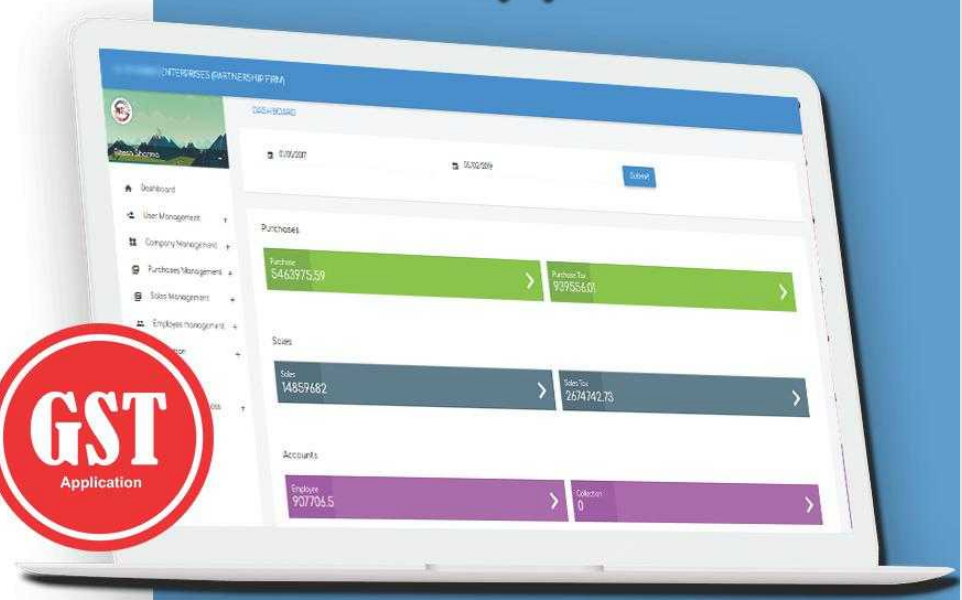 ENTERPRISES (PARTNERSHIP FIRM)
DASHBOARD
Ritesh Sharma
01/01/2017
01/02/2019
Submit
Dashboard
User Management +
Company Management +
Purchases Management +
Sales Management +
Employee Management +
Purchases
Purchase
5463975.59
Purchase Tax
939556.01
Sales
Sales
14859682
Sales Tax
2674742.73
Accounts
Employee
907706.5
Collection
0
GST
Application